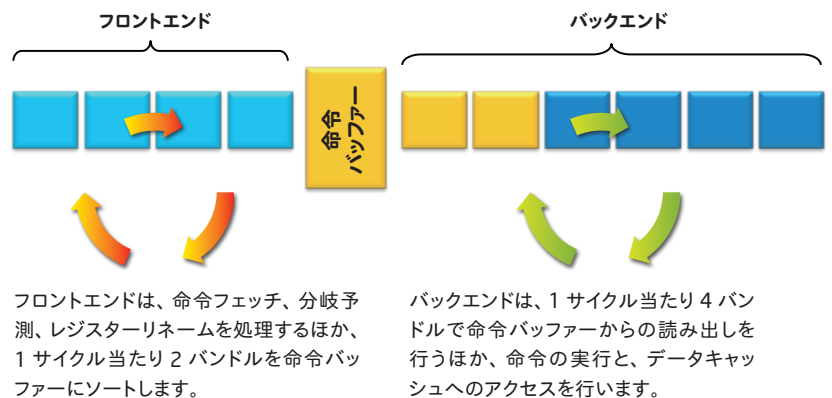 フロントエンド
バックエンド
命令
バッファー
フロントエンドは、命令フェッチ、分岐予
測、レジスターリネームを処理するほか、
1 サイクル当たり 2 バンドルを命令バッ
ファーにソートします。
バックエンドは、1 サイクル当たり 4 バン
ドルで命令バッファーからの読み出しを
行うほか、命令の実行と、データキャッ
シュへのアクセスを行います。